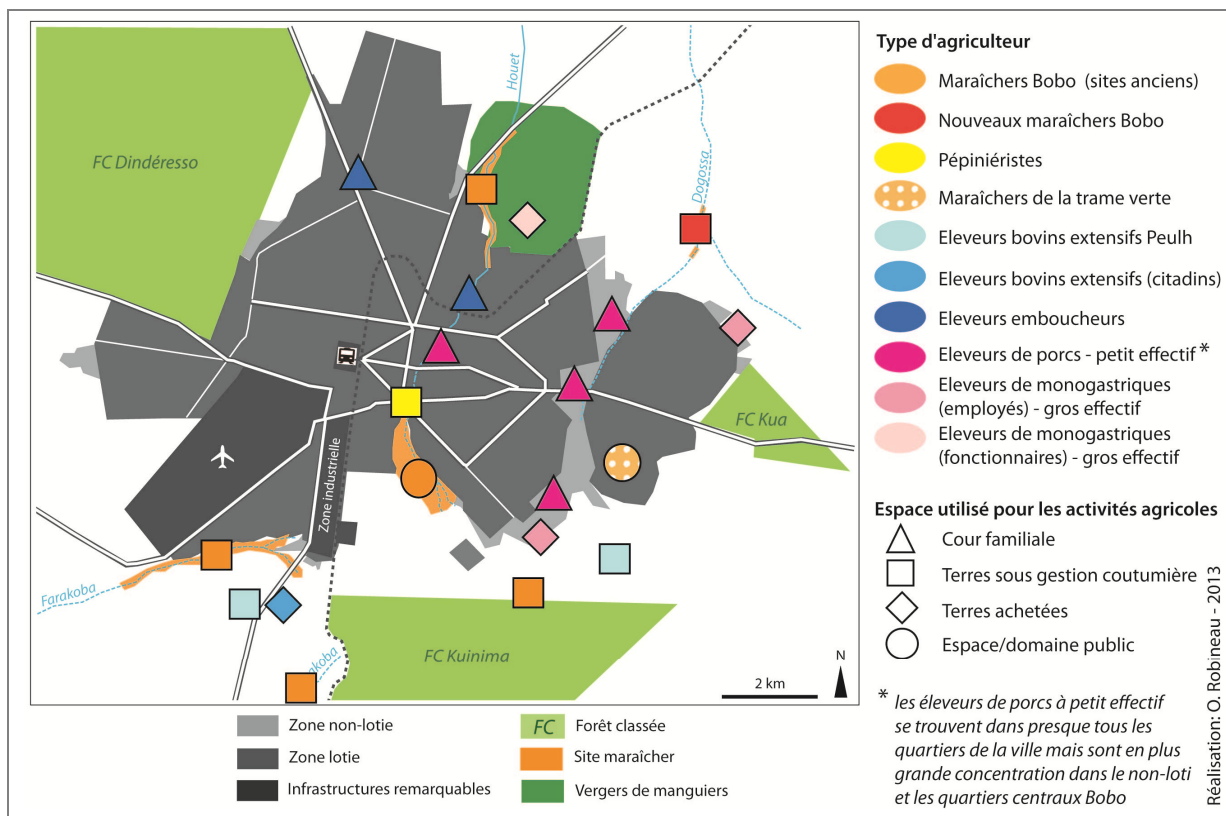 FC Dindéresso
Houet
Dogossa
FC Kua
Zone industrielle
Farakoba
akoba
FC Kuinima
2 km
N
Type d'agriculteur
Maraîchers Bobo (sites anciens)
Nouveaux maraîchers Bobo
Pépiniéristes
Maraîchers de la trame verte
Eleveurs bovins extensifs Peulh
Eleveurs bovins extensifs (citadins)
Eleveurs emboucheurs
Eleveurs de porcs - petit effectif *
Eleveurs de monogastriques
(employés) - gros effectif
Eleveurs de monogastriques
(fonctionnaires) - gros effectif
Espace utilisé pour les activités agricoles
Cour familiale
Terres sous gestion coutumière
Terres achetées
Espace/domaine public
* les éleveurs de porcs à petit effectif
se trouvent dans presque tous les
quartiers de la ville mais sont en plus
grande concentration dans le non-loti
et les quartiers centraux Bobo
Réalisation: O. Robineau - 2013
Zone non-lotie
Zone lotie
Infrastructures remarquables
FC Forêt classée
Site maraîcher
Vergers de manguiers